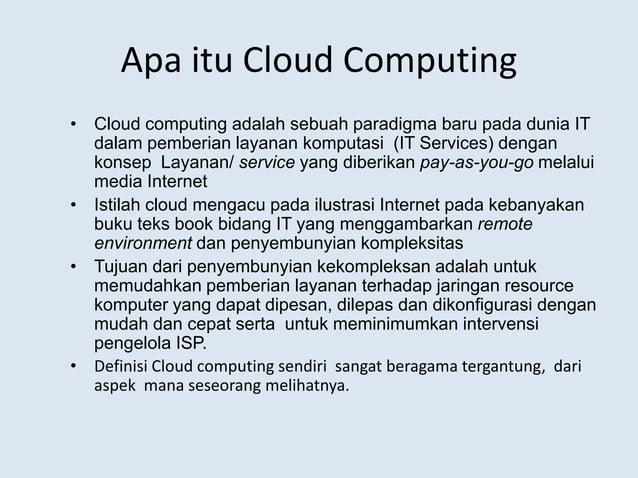 Apa itu Cloud Computing
• Cloud computing adalah sebuah paradigma baru pada dunia IT
dalam pemberian layanan komputasi (IT Services) dengan
konsep Layanan/ service yang diberikan pay-as-you-go melalui
media Internet
• Istilah cloud mengacu pada ilustrasi Internet pada kebanyakan
buku teks book bidang IT yang menggambarkan remote
environment dan penyembunyian kompleksitas
• Tujuan dari penyembunyian kekompleksan adalah untuk
memudahkan pemberian layanan terhadap jaringan resource
komputer yang dapat dipesan, dilepas dan dikonfigurasi dengan
mudah dan cepat serta untuk meminimumkan intervensi
pengelola ISP.
• Definisi Cloud computing sendiri sangat beragama tergantung, dari
aspek mana seseorang melihatnya.